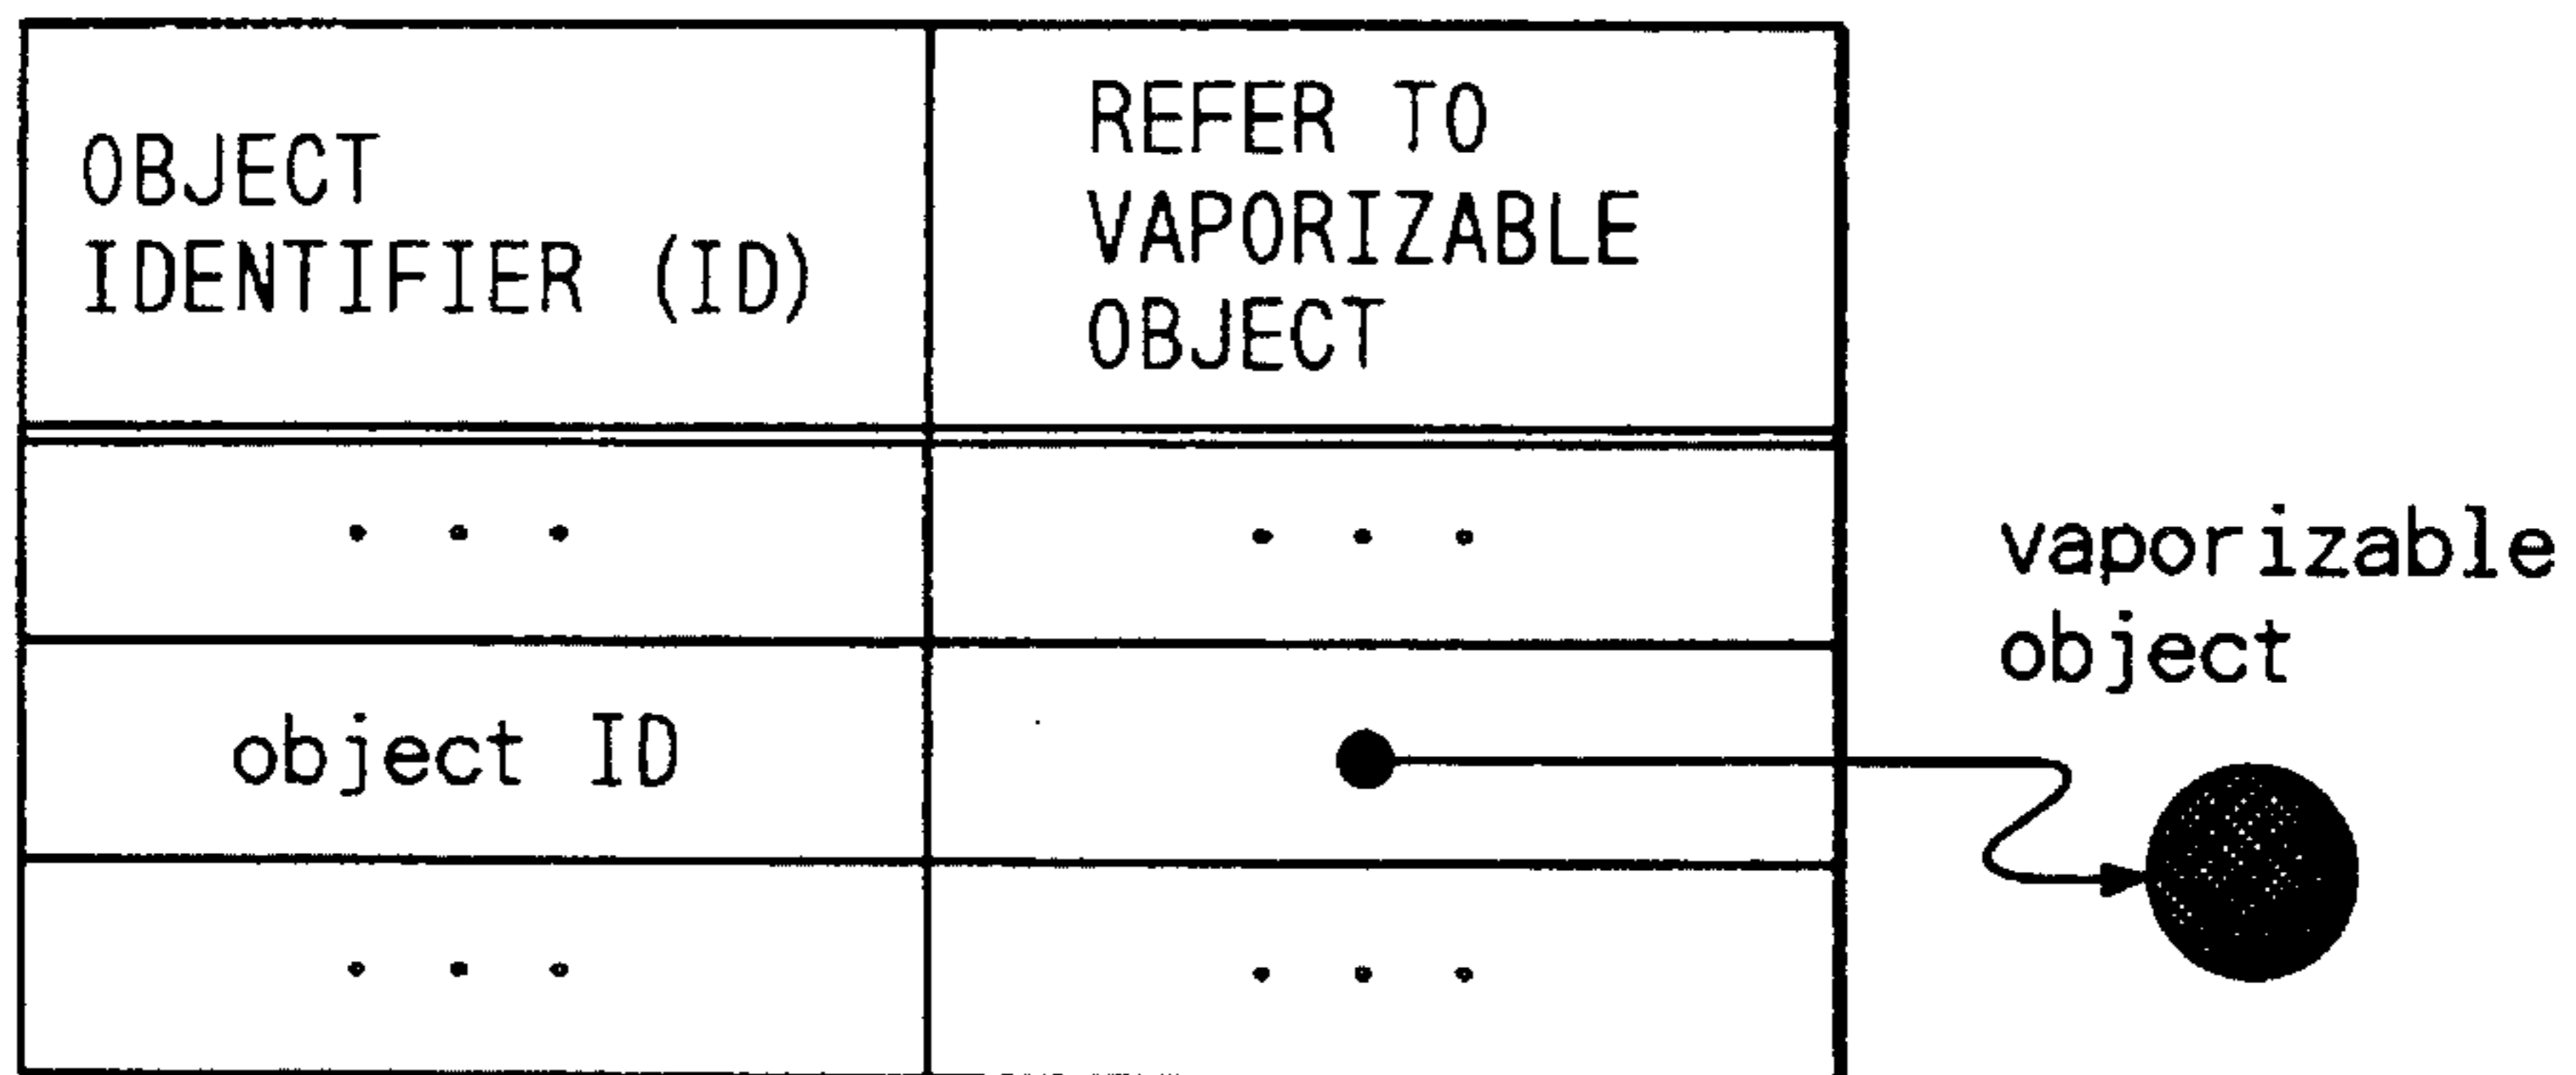 OBJECT
IDENTIFIER (ID)
REFER TO
VAPORIZABLE
OBJECT
. . .
. . .
vaporizable
object
object ID
. . .
. . .